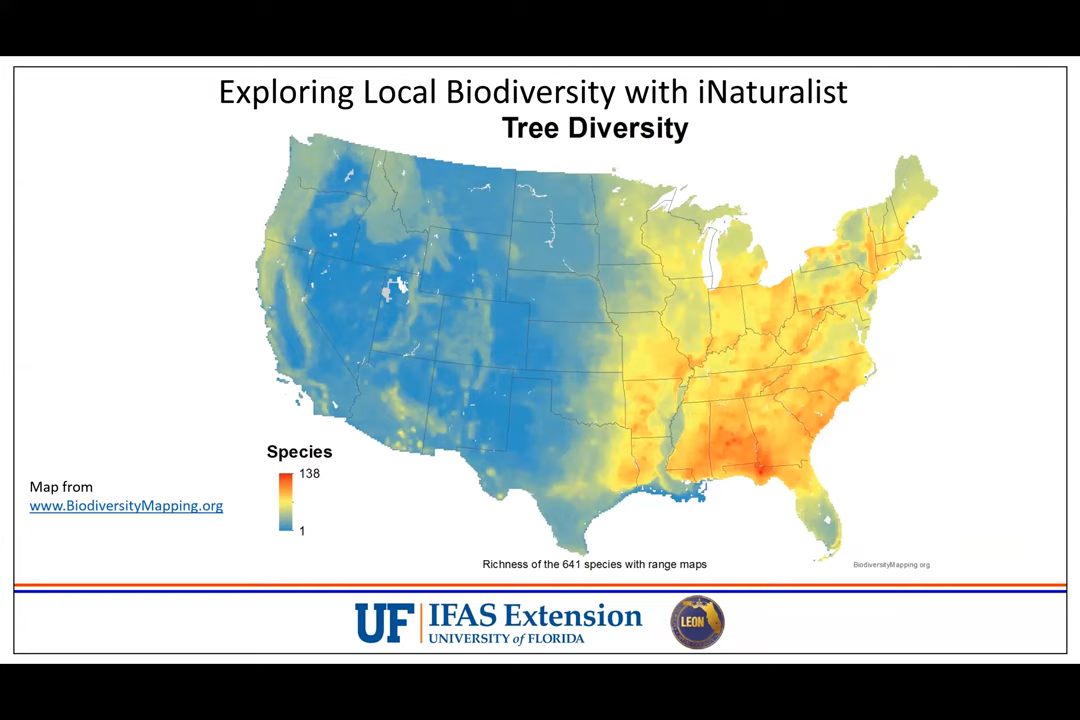 Exploring Local Biodiversity with iNaturalist
Tree Diversity
Species
138
1
Map from
www.BiodiversityMapping.org
Richness of the 641 species with range maps
BiodiversityMapping.org
UF IFAS Extension
UNIVERSITY of FLORIDA
LEON